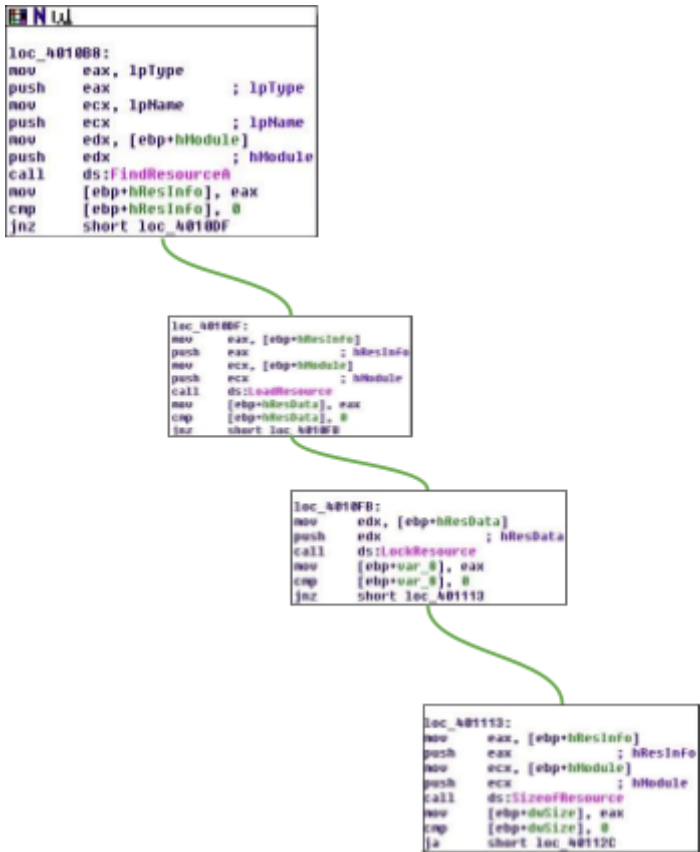 loc_4010B8:
mov eax, lpType
push eax ; lpType
mov ecx, lpName
push ecx ; lpName
mov edx, [ebp+hModule]
push edx ; hModule
call ds:FindResourceA
mov [ebp+hResInfo], eax
cmp [ebp+hResInfo], 0
jnz short loc_4010DF
loc_4010DF:
mov eax, [ebp+hResInfo]
push eax ; hResInfo
mov ecx, [ebp+hModule]
push ecx ; hModule
call ds:LoadResource
mov [ebp+hResData], eax
cmp [ebp+hResData], 0
jnz short loc_4010FB
loc_4010FB:
mov edx, [ebp+hResData]
push edx ; hResData
call ds:LockResource
mov [ebp+var_8], eax
cmp [ebp+var_8], 0
jnz short loc_401113
loc_401113:
mov eax, [ebp+hResInfo]
push eax ; hResInfo
mov ecx, [ebp+hModule]
push ecx ; hModule
call ds:SizeofResource
mov [ebp+dwSize], eax
cmp [ebp+dwSize], 0
ja short loc_40112C